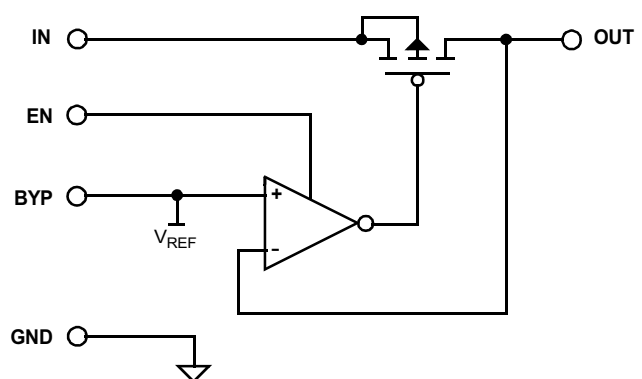 IN
OUT
EN
BYP
+
VREF
-
GND